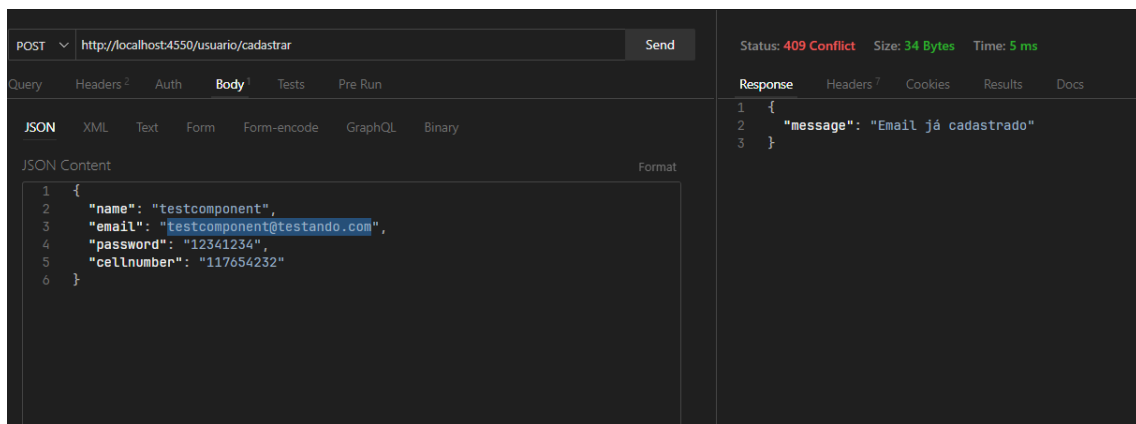 POST http://localhost:4550/usuario/cadastrar Send
Status: 409 Conflict Size: 34 Bytes Time: 5 ms
Query Headers 2 Auth Body 1 Tests Pre Run
Response Headers 7 Cookies Results Docs
JSON XML Text Form Form-encode GraphQL Binary
JSON Content Format
1 {
2 "name": "testcomponent",
3 "email": "testcomponent@testando.com",
4 "password": "12341234",
5 "cellnumber": "117654232"
6 }
1 {
2 "message": "Email já cadastrado"
3 }